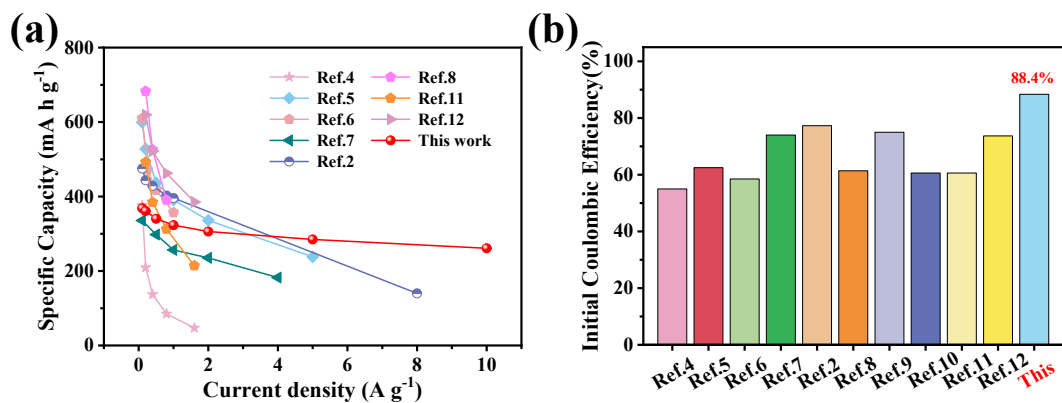 (a)
Specific Capacity (mA h g⁻¹)
800
600
400
200
0
Ref.4
Ref.5
Ref.6
Ref.7
Ref.2
Ref.8
Ref.11
Ref.12
This work
0
2
4
6
8
10
Current density (A g⁻¹)
(b)
Initial Coulombic Efficiency(%)
100
80
60
40
20
0
88.4%
Ref.4
Ref.5
Ref.6
Ref.7
Ref.2
Ref.8
Ref.9
Ref.10
Ref.11
Ref.12
This